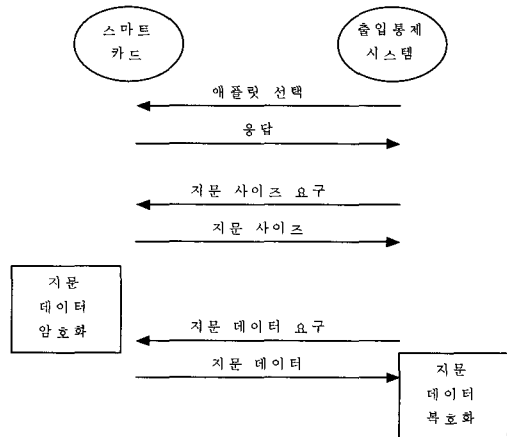 스마트
카드
출입통제
시스템
애플릿 선택
응답
지문 사이즈 요구
지문 사이즈
지문
데이터
암호화
지문 데이터 요구
지문 데이터
지문
데이터
복호화